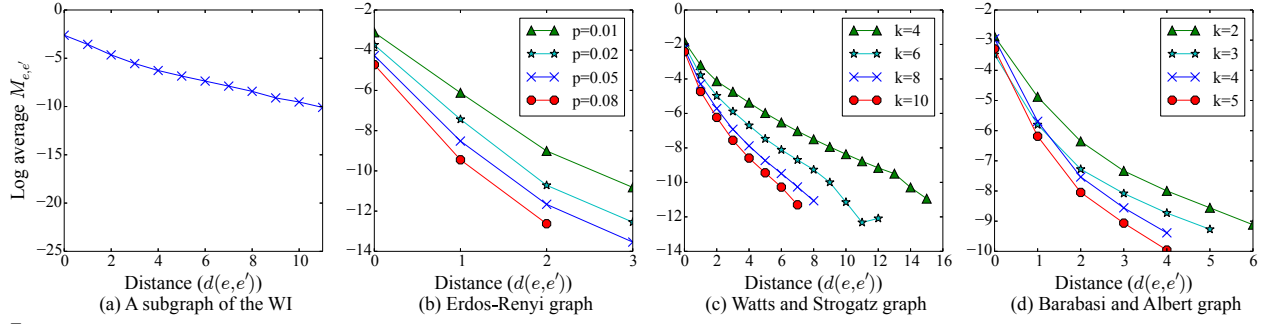 Log average M_{e,e'}
0
−5
−10
−15
−20
−25
0 2 4 6 8 10
Distance (d(e,e′))
(a) A subgraph of the WI
−2
−4
−6
−8
−10
−12
−14
0 1 2 3
p=0.01
p=0.02
p=0.05
p=0.08
Distance (d(e,e′))
(b) Erdos-Renyi graph
0
−2
−4
−6
−8
−10
−12
−14
0 2 4 6 8 10 12 14 16
k=4
k=6
k=8
k=10
Distance (d(e,e′))
(c) Watts and Strogatz graph
−2
−3
−4
−5
−6
−7
−8
−9
−10
0 1 2 3 4 5 6
k=2
k=3
k=4
k=5
Distance (d(e,e′))
(d) Barabasi and Albert graph